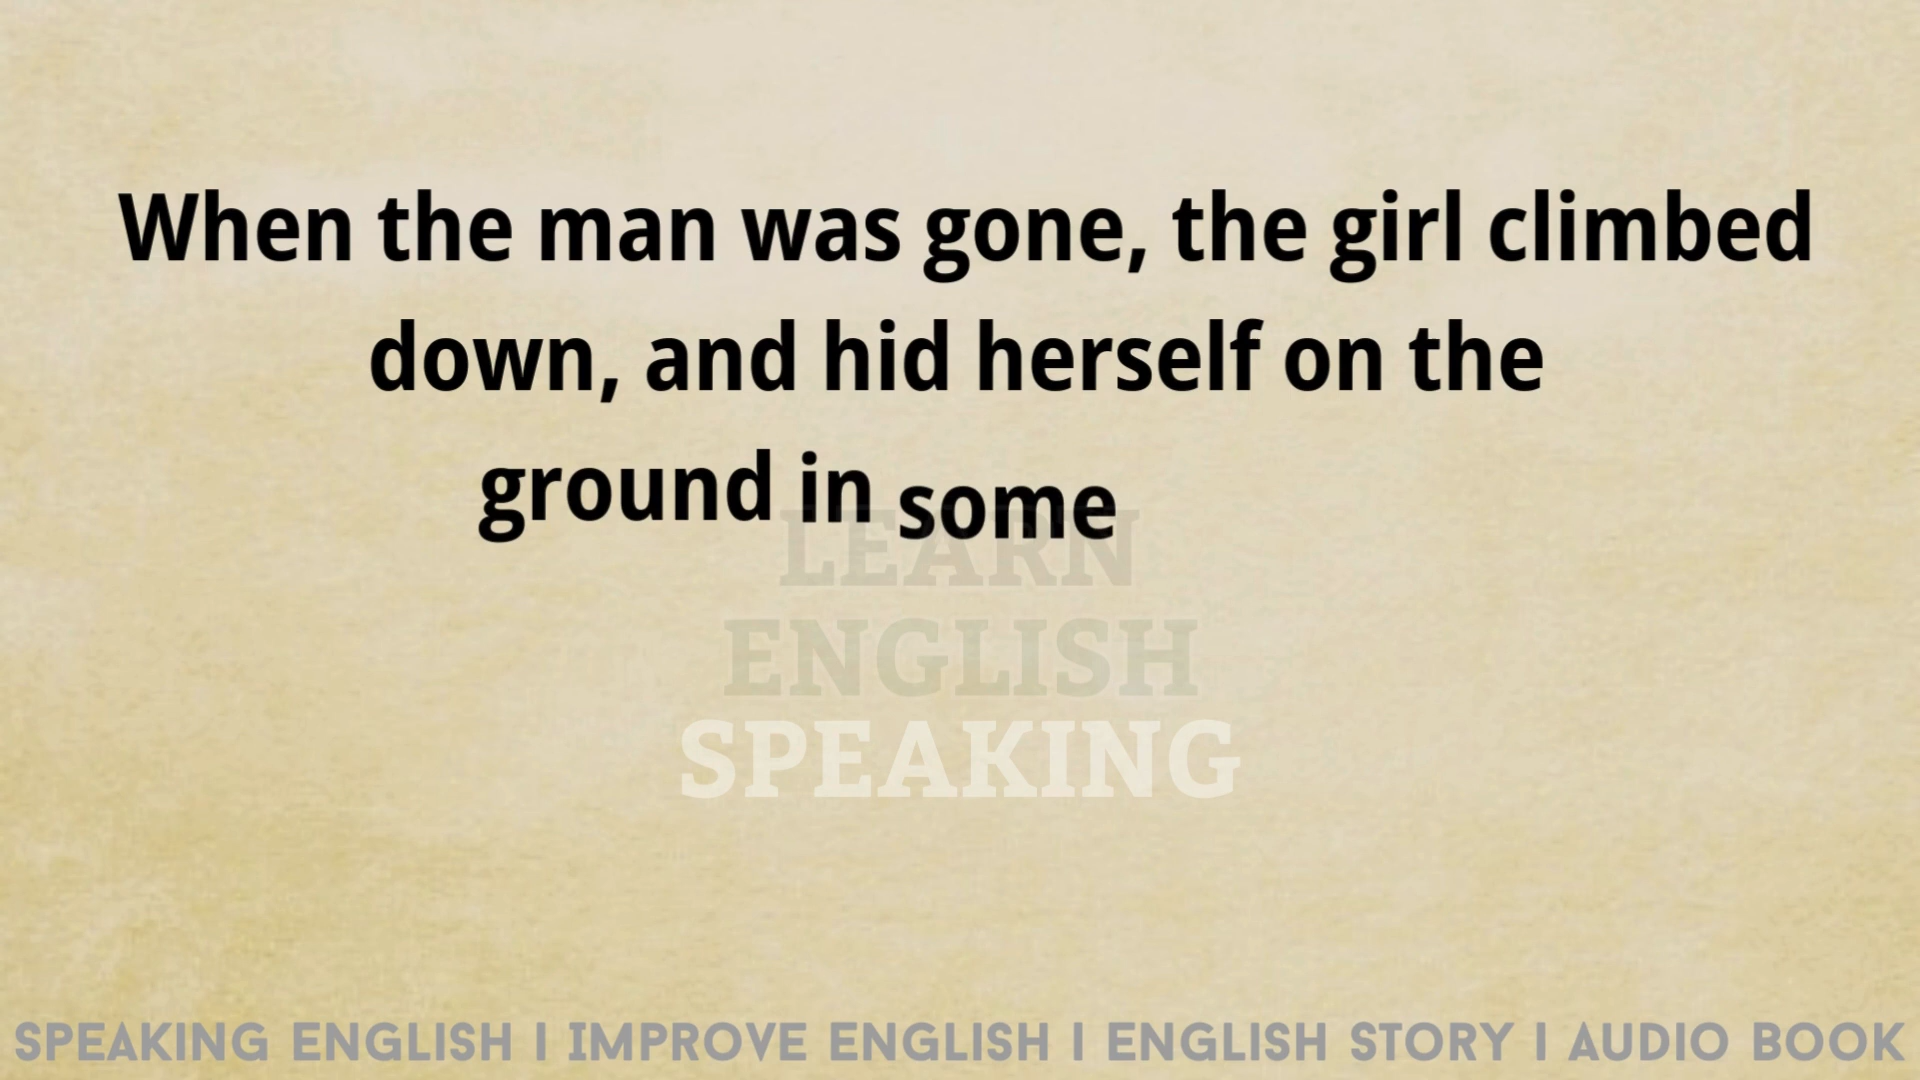 When the man was gone, the girl climbed
down, and hid herself on the
ground in some
LEARN
ENGLISH
SPEAKING
SPEAKING ENGLISH I IMPROVE ENGLISH I ENGLISH STORY I AUDIO BOOK